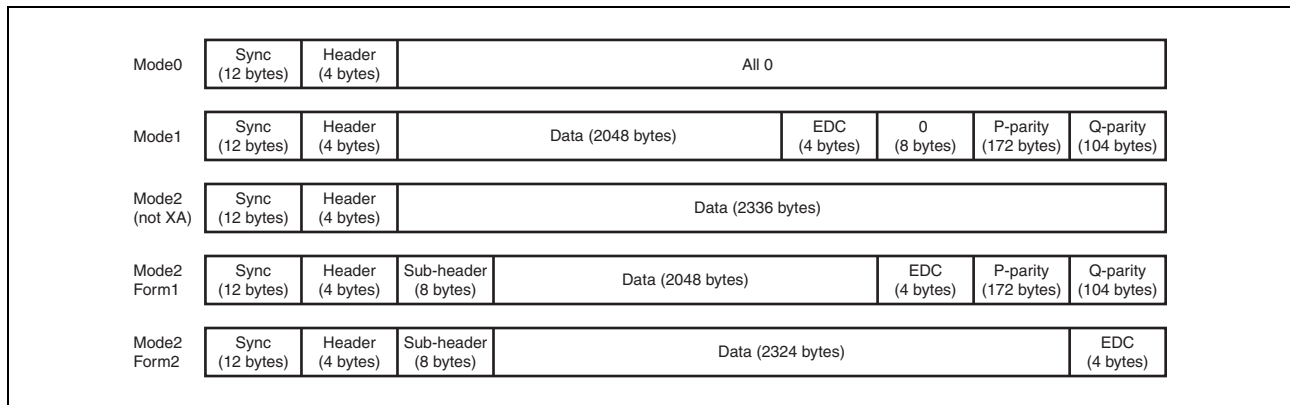 Mode0
Sync
(12 bytes)
Header
(4 bytes)
All 0
Mode1
Sync
(12 bytes)
Header
(4 bytes)
Data (2048 bytes)
EDC
(4 bytes)
0
(8 bytes)
P-parity
(172 bytes)
Q-parity
(104 bytes)
Mode2
(not XA)
Sync
(12 bytes)
Header
(4 bytes)
Data (2336 bytes)
Mode2
Form1
Sync
(12 bytes)
Header
(4 bytes)
Sub-header
(8 bytes)
Data (2048 bytes)
EDC
(4 bytes)
P-parity
(172 bytes)
Q-parity
(104 bytes)
Mode2
Form2
Sync
(12 bytes)
Header
(4 bytes)
Sub-header
(8 bytes)
Data (2324 bytes)
EDC
(4 bytes)